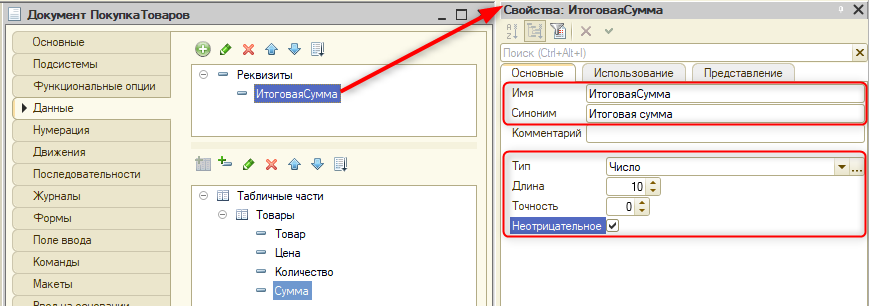 Документ ПокупкаТоваров
Основные
Подсистемы
Функциональные опции
Данные
Нумерация
Движения
Последовательности
Журналы
Формы
Поле ввода
Команды
Макеты
Ввод на основании
Реквизиты
ИтоговаяСумма
Табличные части
Товары
Товар
Цена
Количество
Сумма
Свойства: ИтоговаяСумма
Поиск (Ctrl+Alt+I)
Основные Использование Представление
Имя ИтоговаяСумма
Синоним Итоговая сумма
Комментарий
Тип Число
Длина 10
Точность 0
Неотрицательное